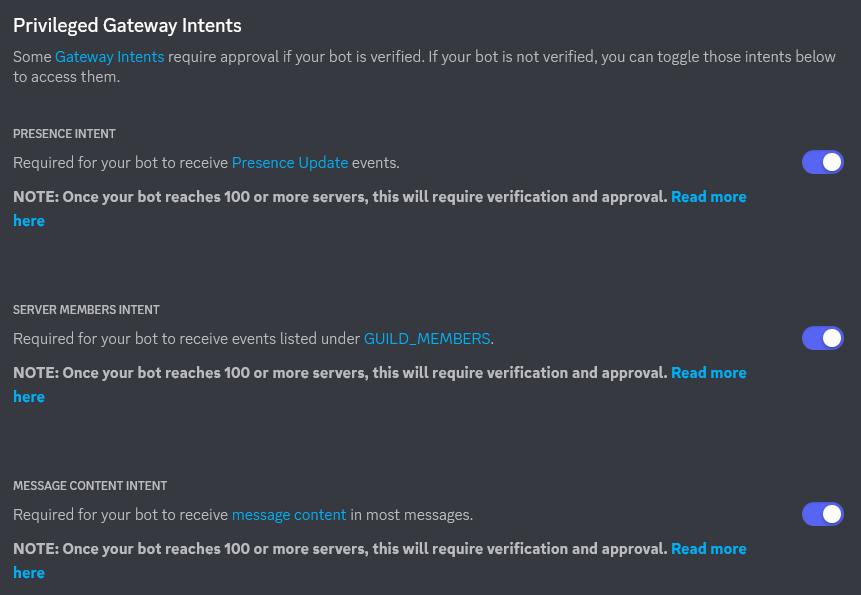 Privileged Gateway Intents
Some Gateway Intents require approval if your bot is verified. If your bot is not verified, you can toggle those intents below
to access them.
PRESENCE INTENT
Required for your bot to receive Presence Update events.
NOTE: Once your bot reaches 100 or more servers, this will require verification and approval. Read more
here
SERVER MEMBERS INTENT
Required for your bot to receive events listed under GUILD_MEMBERS.
NOTE: Once your bot reaches 100 or more servers, this will require verification and approval. Read more
here
MESSAGE CONTENT INTENT
Required for your bot to receive message content in most messages.
NOTE: Once your bot reaches 100 or more servers, this will require verification and approval. Read more
here